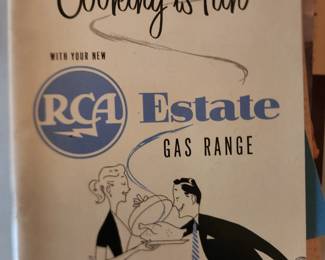 Cooking is Fun
WITH YOUR NEW
RCA Estate
GAS RANGE